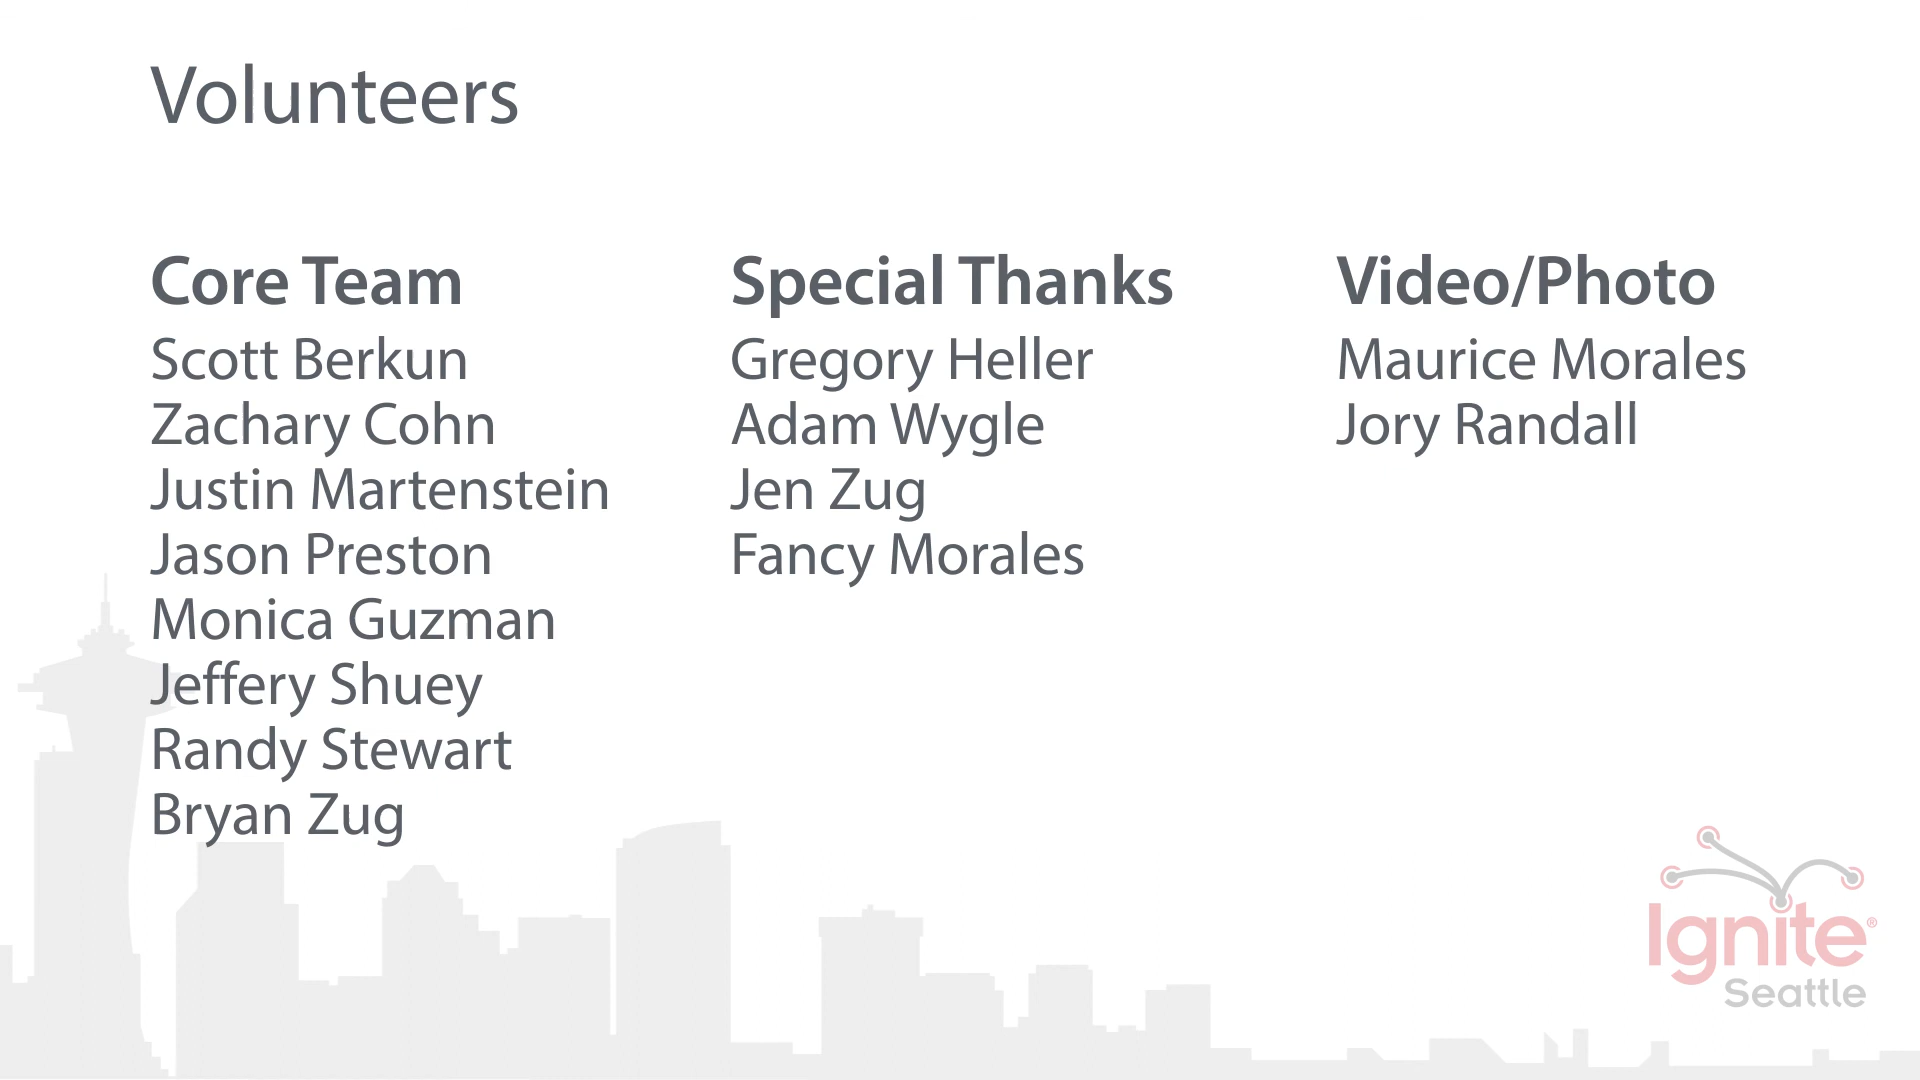 Volunteers
Core Team
Scott Berkun
Zachary Cohn
Justin Martenstein
Jason Preston
Monica Guzman
Jeffery Shuey
Randy Stewart
Bryan Zug
Special Thanks
Gregory Heller
Adam Wygle
Jen Zug
Fancy Morales
Video/Photo
Maurice Morales
Jory Randall
Ignite®
Seattle